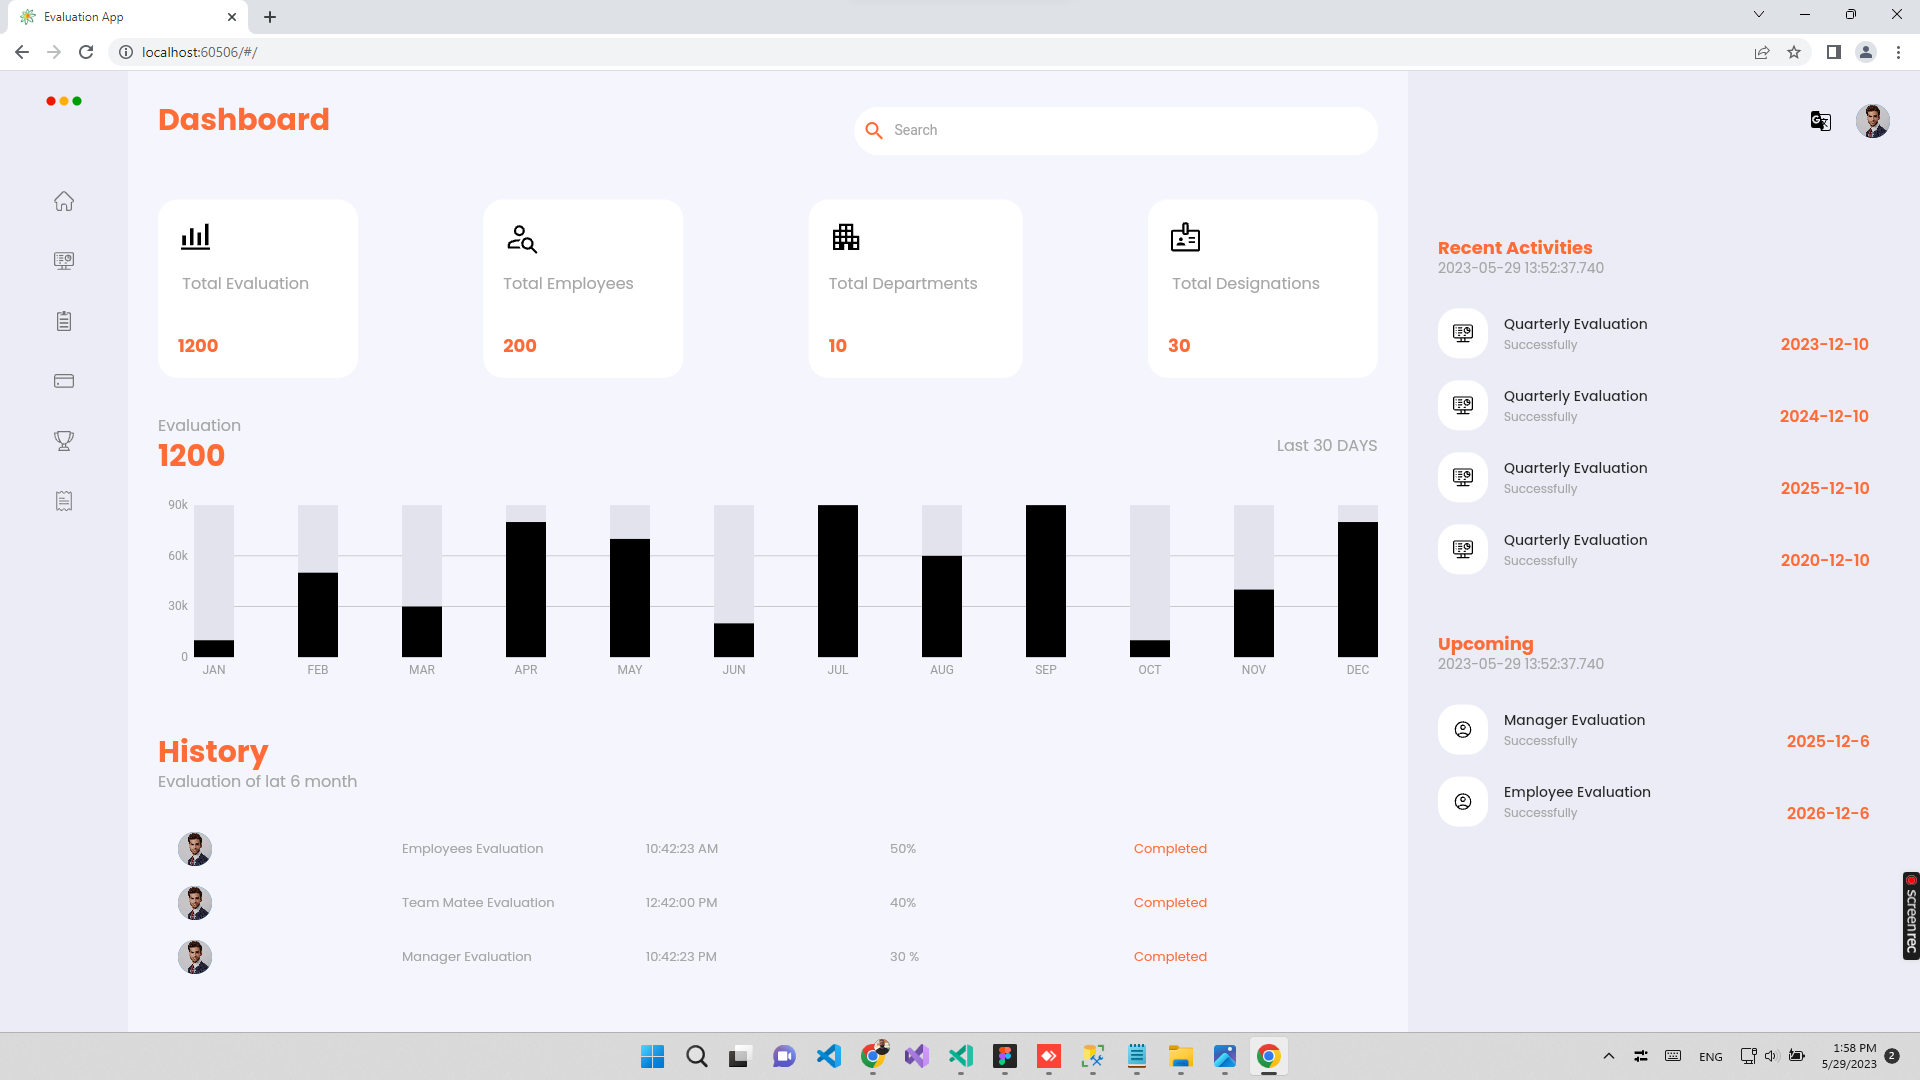 Evaluation App
localhost:60506/#/
Dashboard
Search
Total Evaluation
1200
Total Employees
200
Total Departments
10
Total Designations
30
Evaluation
1200
Last 30 DAYS
90k
60k
30k
0
JAN FEB MAR APR MAY JUN JUL AUG SEP OCT NOV DEC
History
Evaluation of lat 6 month
Employees Evaluation 10:42:23 AM 50% Completed
Team Matee Evaluation 12:42:00 PM 40% Completed
Manager Evaluation 10:42:23 PM 30 % Completed
Recent Activities
2023-05-29 13:52:37.740
Quarterly Evaluation
Successfully
2023-12-10
Quarterly Evaluation
Successfully
2024-12-10
Quarterly Evaluation
Successfully
2025-12-10
Quarterly Evaluation
Successfully
2020-12-10
Upcoming
2023-05-29 13:52:37.740
Manager Evaluation
Successfully
2025-12-6
Employee Evaluation
Successfully
2026-12-6
screenrec
ENG
1:58 PM
5/29/2023
2